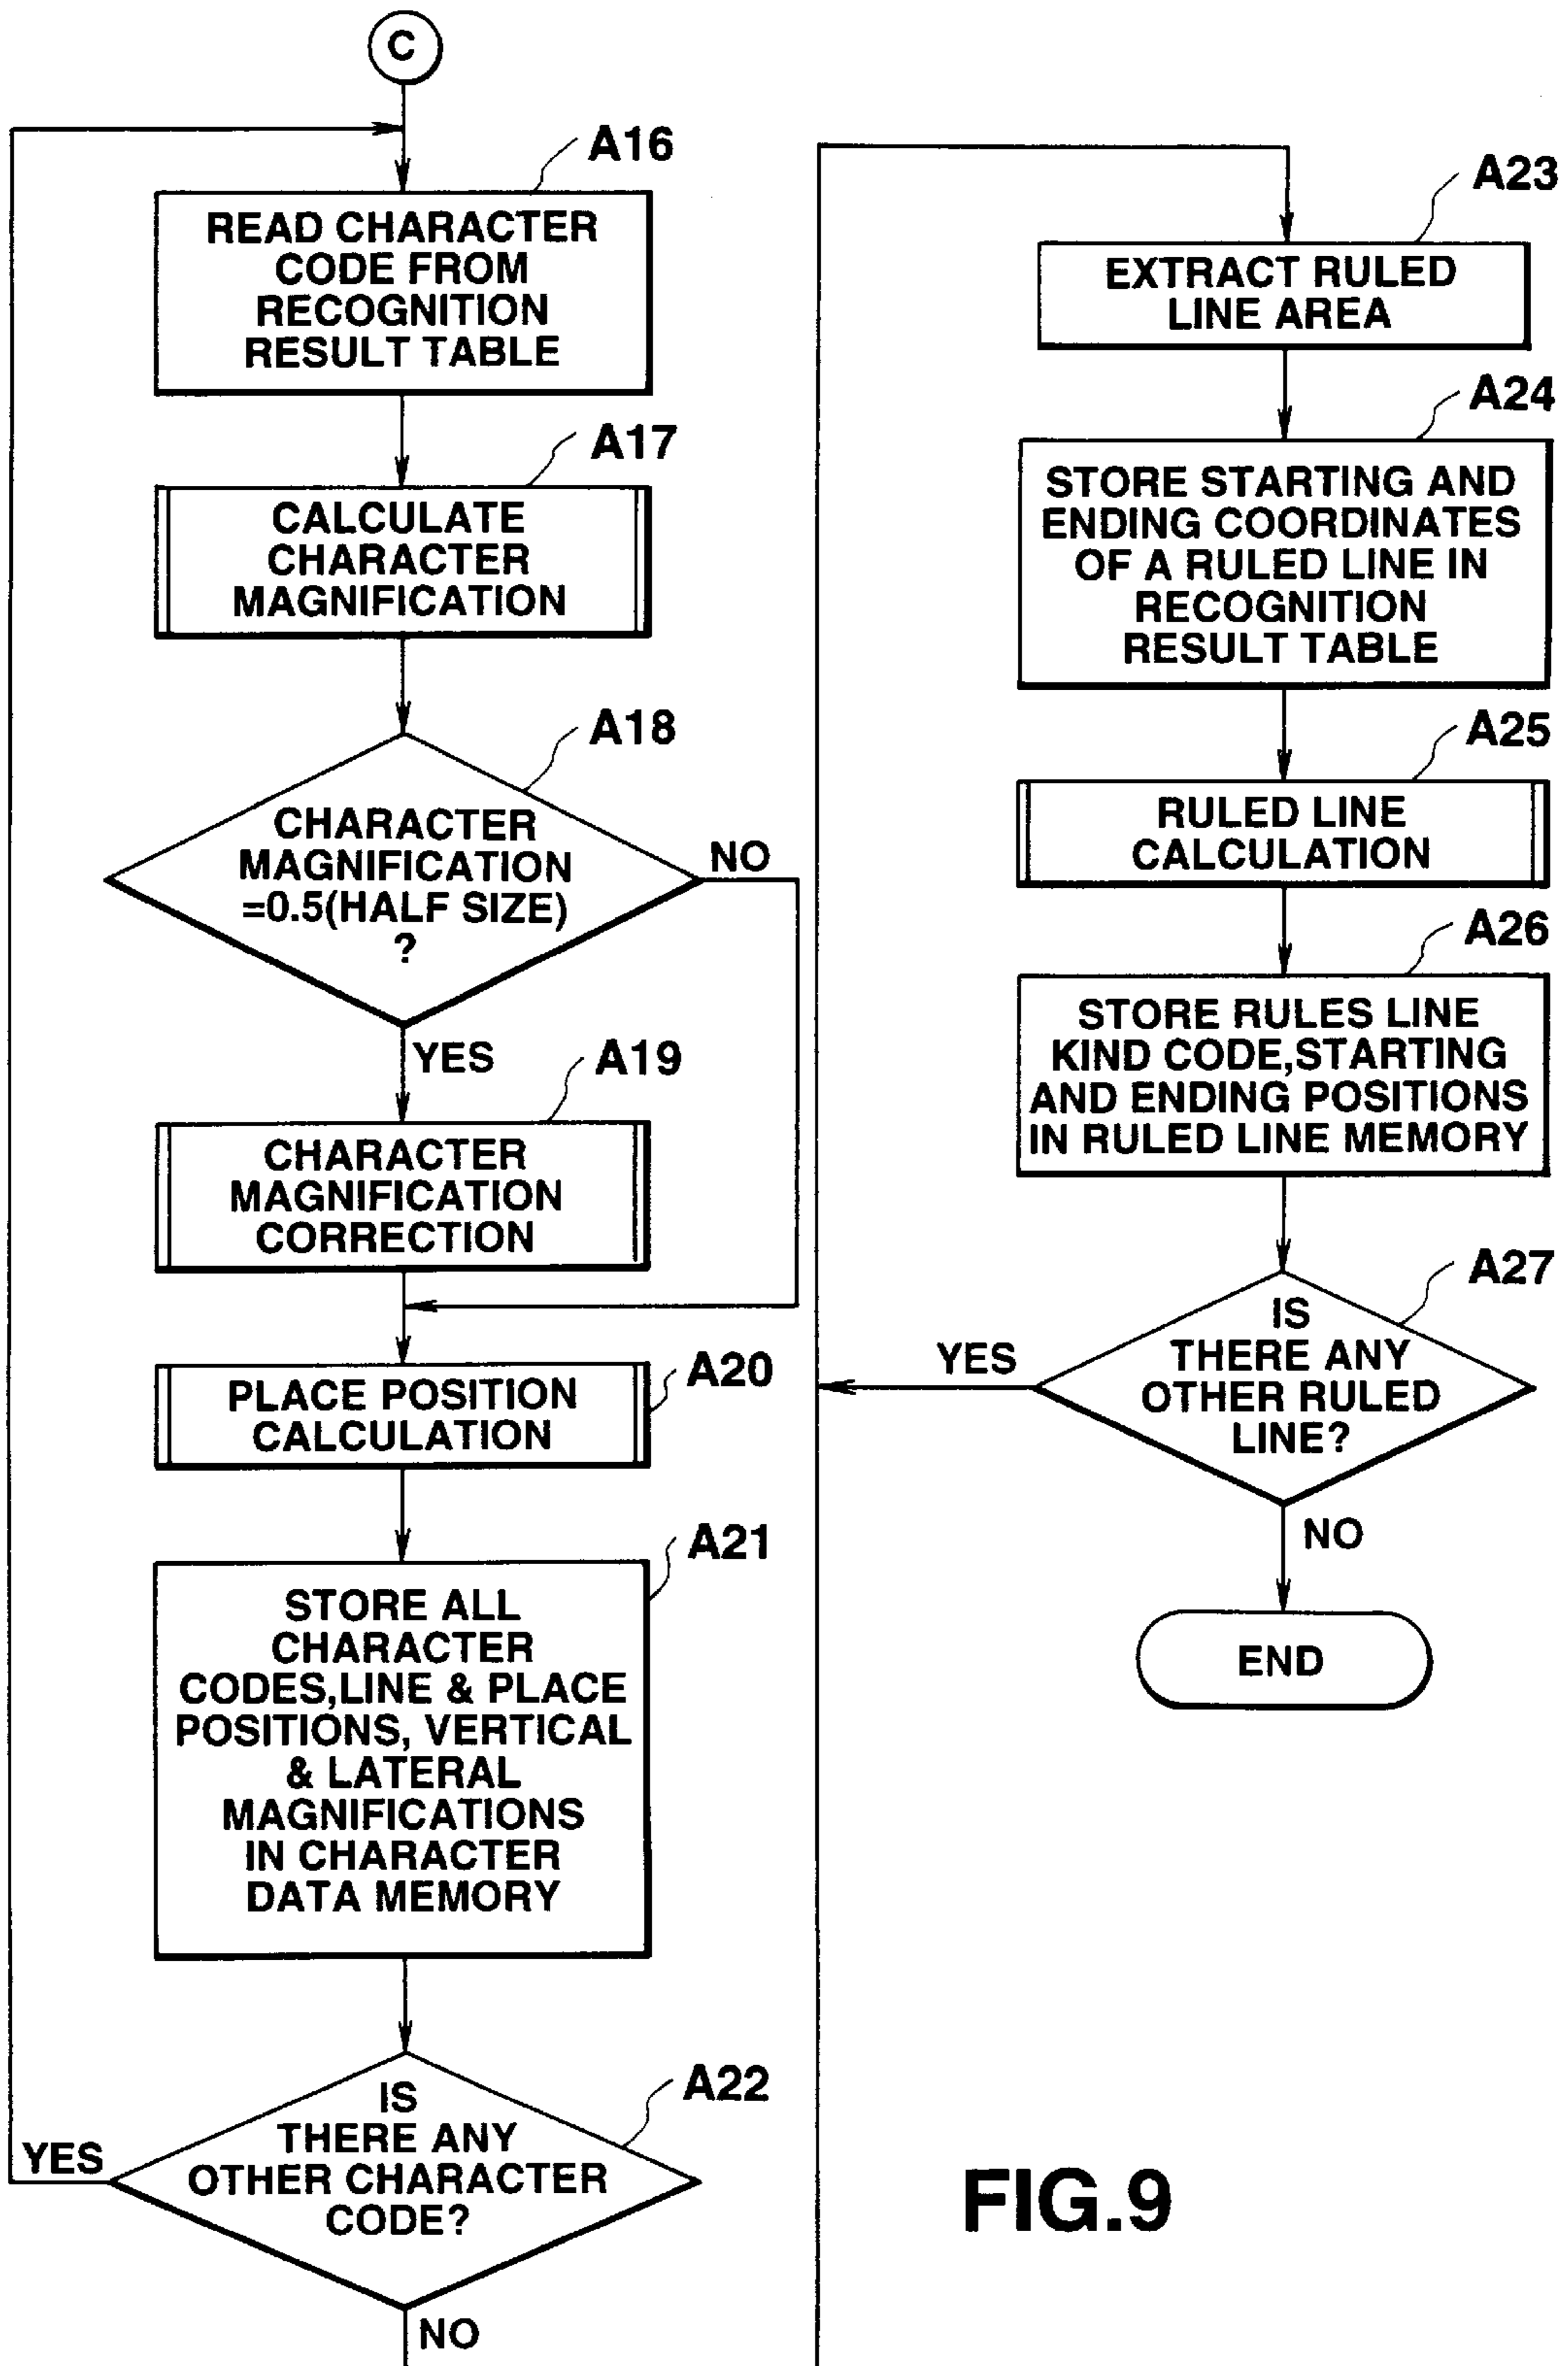 C
A16
READ CHARACTER
CODE FROM
RECOGNITION
RESULT TABLE
A17
CALCULATE
CHARACTER
MAGNIFICATION
A18
CHARACTER
MAGNIFICATION
=0.5(HALF SIZE)
?
NO
YES
A19
CHARACTER
MAGNIFICATION
CORRECTION
A20
PLACE POSITION
CALCULATION
A21
STORE ALL
CHARACTER
CODES,LINE & PLACE
POSITIONS, VERTICAL
& LATERAL
MAGNIFICATIONS
IN CHARACTER
DATA MEMORY
A22
IS
THERE ANY
OTHER CHARACTER
CODE?
YES
NO
A23
EXTRACT RULED
LINE AREA
A24
STORE STARTING AND
ENDING COORDINATES
OF A RULED LINE IN
RECOGNITION
RESULT TABLE
A25
RULED LINE
CALCULATION
A26
STORE RULES LINE
KIND CODE,STARTING
AND ENDING POSITIONS
IN RULED LINE MEMORY
A27
IS
THERE ANY
OTHER RULED
LINE?
YES
NO
END
FIG.9